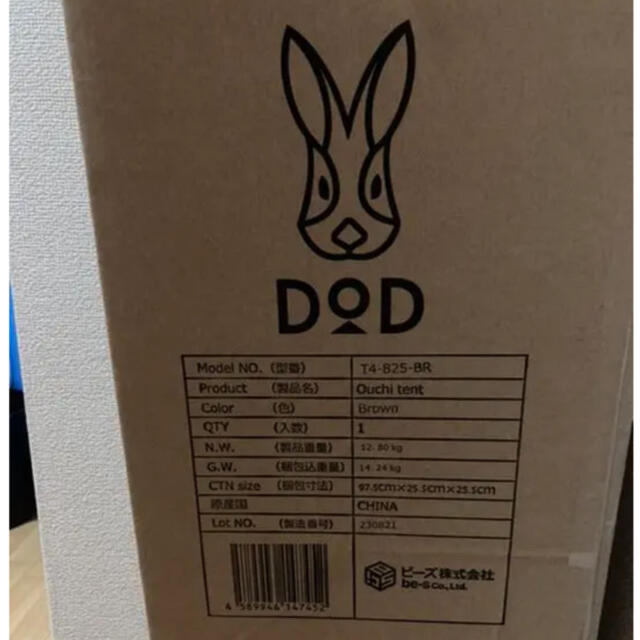 DOD
Model NO. (型番) T4-825-BR
Product (製品名) Ouchi tent
Color (色) Brown
QTY (入数) 1
N.W. (製品重量) 12.80kg
G.W. (梱包込重量) 14.24kg
CTN size (梱包寸法) 97.5cm×25.5cm×25.5cm
原産国 CHINA
Lot NO. (製造番号) 230821
4 589946 147452
ビーズ株式会社
be-s Co., Ltd.